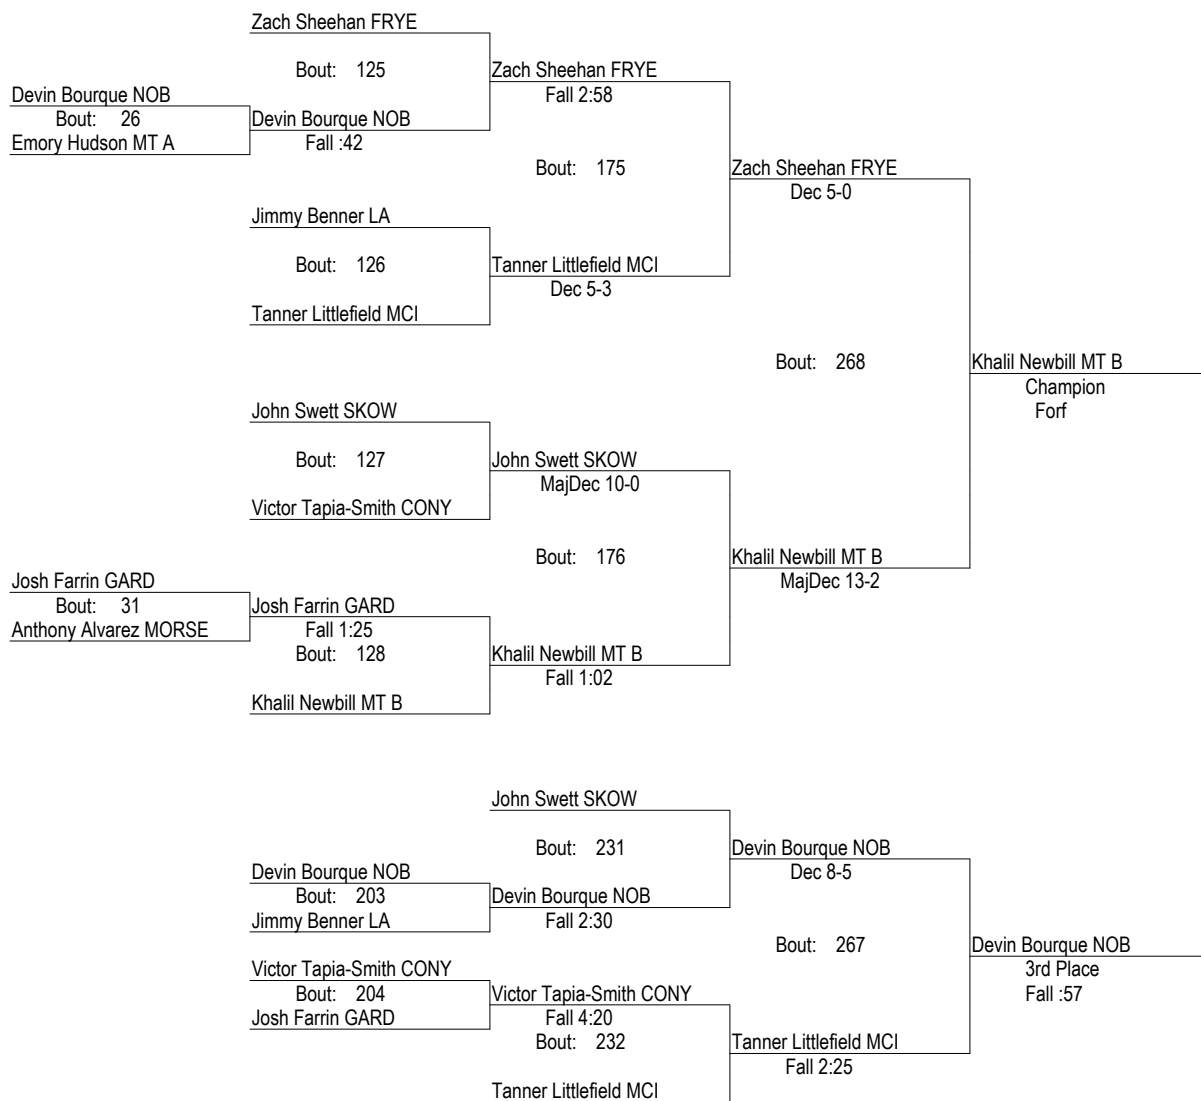 Zach Sheehan FRYE
Bout: 125
Zach Sheehan FRYE
Devin Bourque NOB
Fall 2:58
Bout: 26
Devin Bourque NOB
Emory Hudson MT A
Fall :42
Bout: 175
Zach Sheehan FRYE
Dec 5-0
Jimmy Benner LA
Bout: 126
Tanner Littlefield MCI
Dec 5-3
Tanner Littlefield MCI
Bout: 268
Khalil Newbill MT B
Champion
Forf
John Swett SKOW
Bout: 127
John Swett SKOW
MajDec 10-0
Victor Tapia-Smith CONY
Bout: 176
Khalil Newbill MT B
MajDec 13-2
Josh Farrin GARD
Bout: 31
Josh Farrin GARD
Anthony Alvarez MORSE
Fall 1:25
Bout: 128
Khalil Newbill MT B
Fall 1:02
Khalil Newbill MT B
John Swett SKOW
Bout: 231
Devin Bourque NOB
Dec 8-5
Devin Bourque NOB
Bout: 203
Devin Bourque NOB
Jimmy Benner LA
Fall 2:30
Bout: 267
Devin Bourque NOB
3rd Place
Fall :57
Victor Tapia-Smith CONY
Bout: 204
Victor Tapia-Smith CONY
Josh Farrin GARD
Fall 4:20
Bout: 232
Tanner Littlefield MCI
Fall 2:25
Tanner Littlefield MCI